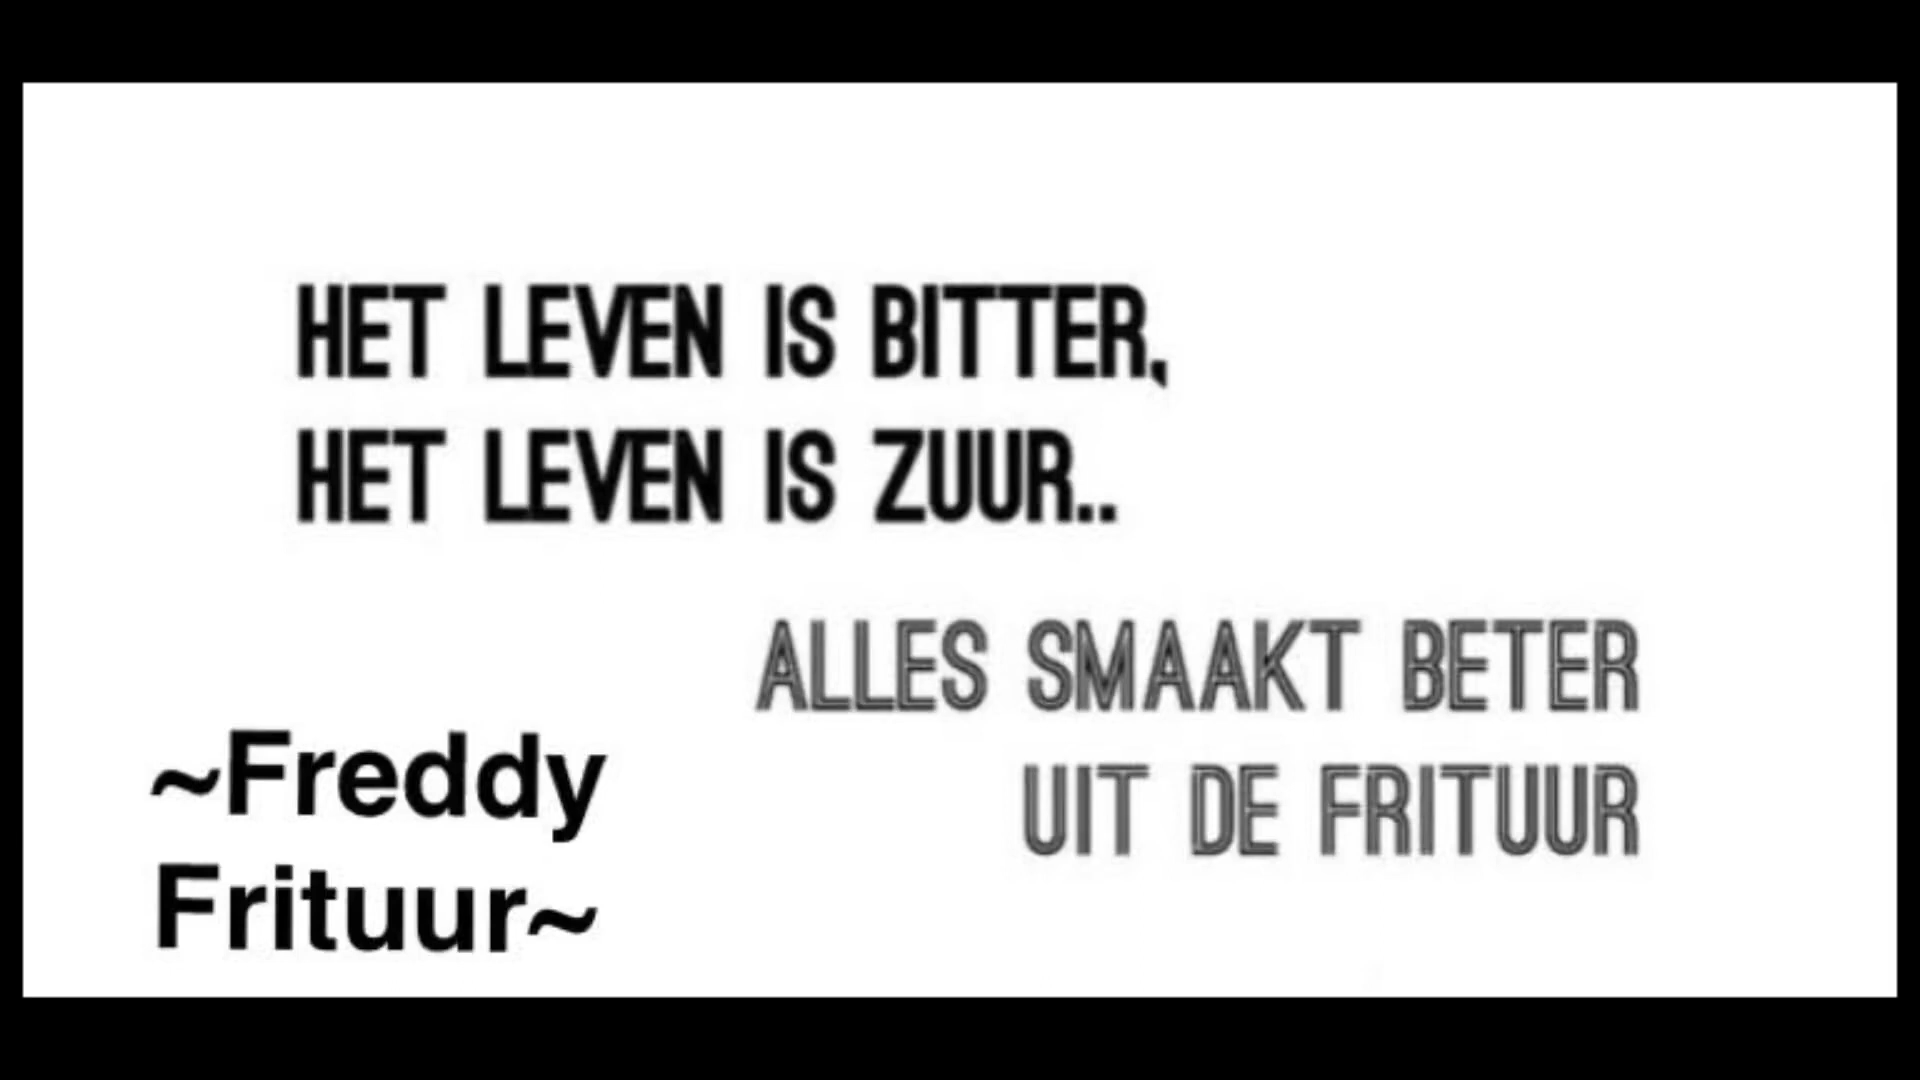 HET LEVEN IS BITTER,
HET LEVEN IS ZUUR..
ALLES SMAAKT BETER
UIT DE FRITUUR
~Freddy
Frituur~